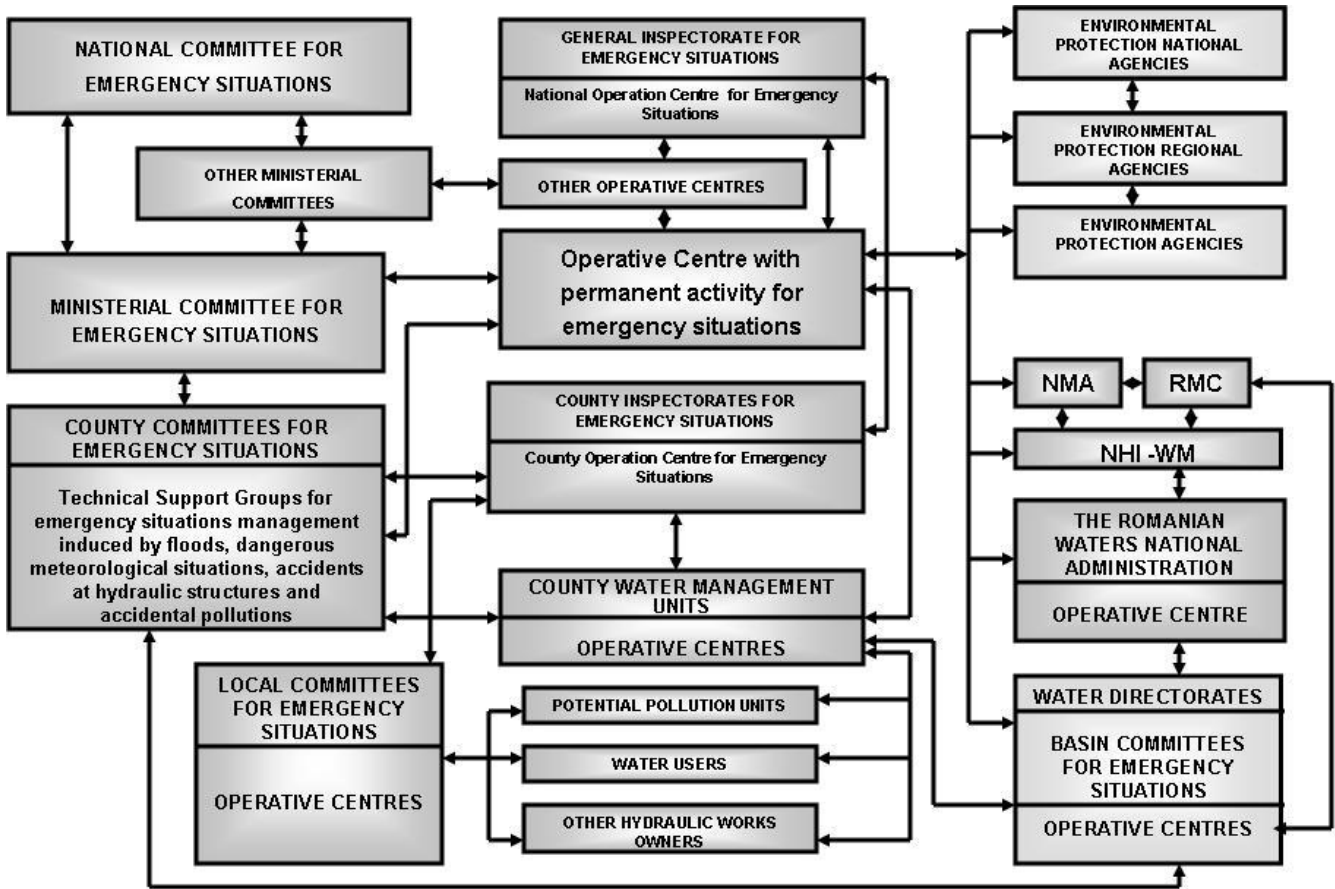 NATIONAL COMMITTEE FOR
EMERGENCY SITUATIONS
OTHER MINISTERIAL
COMMITTEES
MINISTERIAL COMMITTEE FOR
EMERGENCY SITUATIONS
COUNTY COMMITTEES FOR
EMERGENCY SITUATIONS
Technical Support Groups for
emergency situations management
induced by floods, dangerous
meteorological situations, accidents
at hydraulic structures and
accidental pollutions
LOCAL COMMITTEES
FOR EMERGENCY
SITUATIONS
OPERATIVE CENTRES
GENERAL INSPECTORATE FOR
EMERGENCY SITUATIONS
National Operation Centre for Emergency
Situations
OTHER OPERATIVE CENTRES
Operative Centre with
permanent activity for
emergency situations
COUNTY INSPECTORATES FOR
EMERGENCY SITUATIONS
County Operation Centre for Emergency
Situations
COUNTY WATER MANAGEMENT
UNITS
OPERATIVE CENTRES
POTENTIAL POLLUTION UNITS
WATER USERS
OTHER HYDRAULIC WORKS
OWNERS
ENVIRONMENTAL
PROTECTION NATIONAL
AGENCIES
ENVIRONMENTAL
PROTECTION REGIONAL
AGENCIES
ENVIRONMENTAL
PROTECTION AGENCIES
NMA
RMC
NHI -WM
THE ROMANIAN
WATERS NATIONAL
ADMINISTRATION
OPERATIVE CENTRE
WATER DIRECTORATES
BASIN COMMITTEES
FOR EMERGENCY
SITUATIONS
OPERATIVE CENTRES